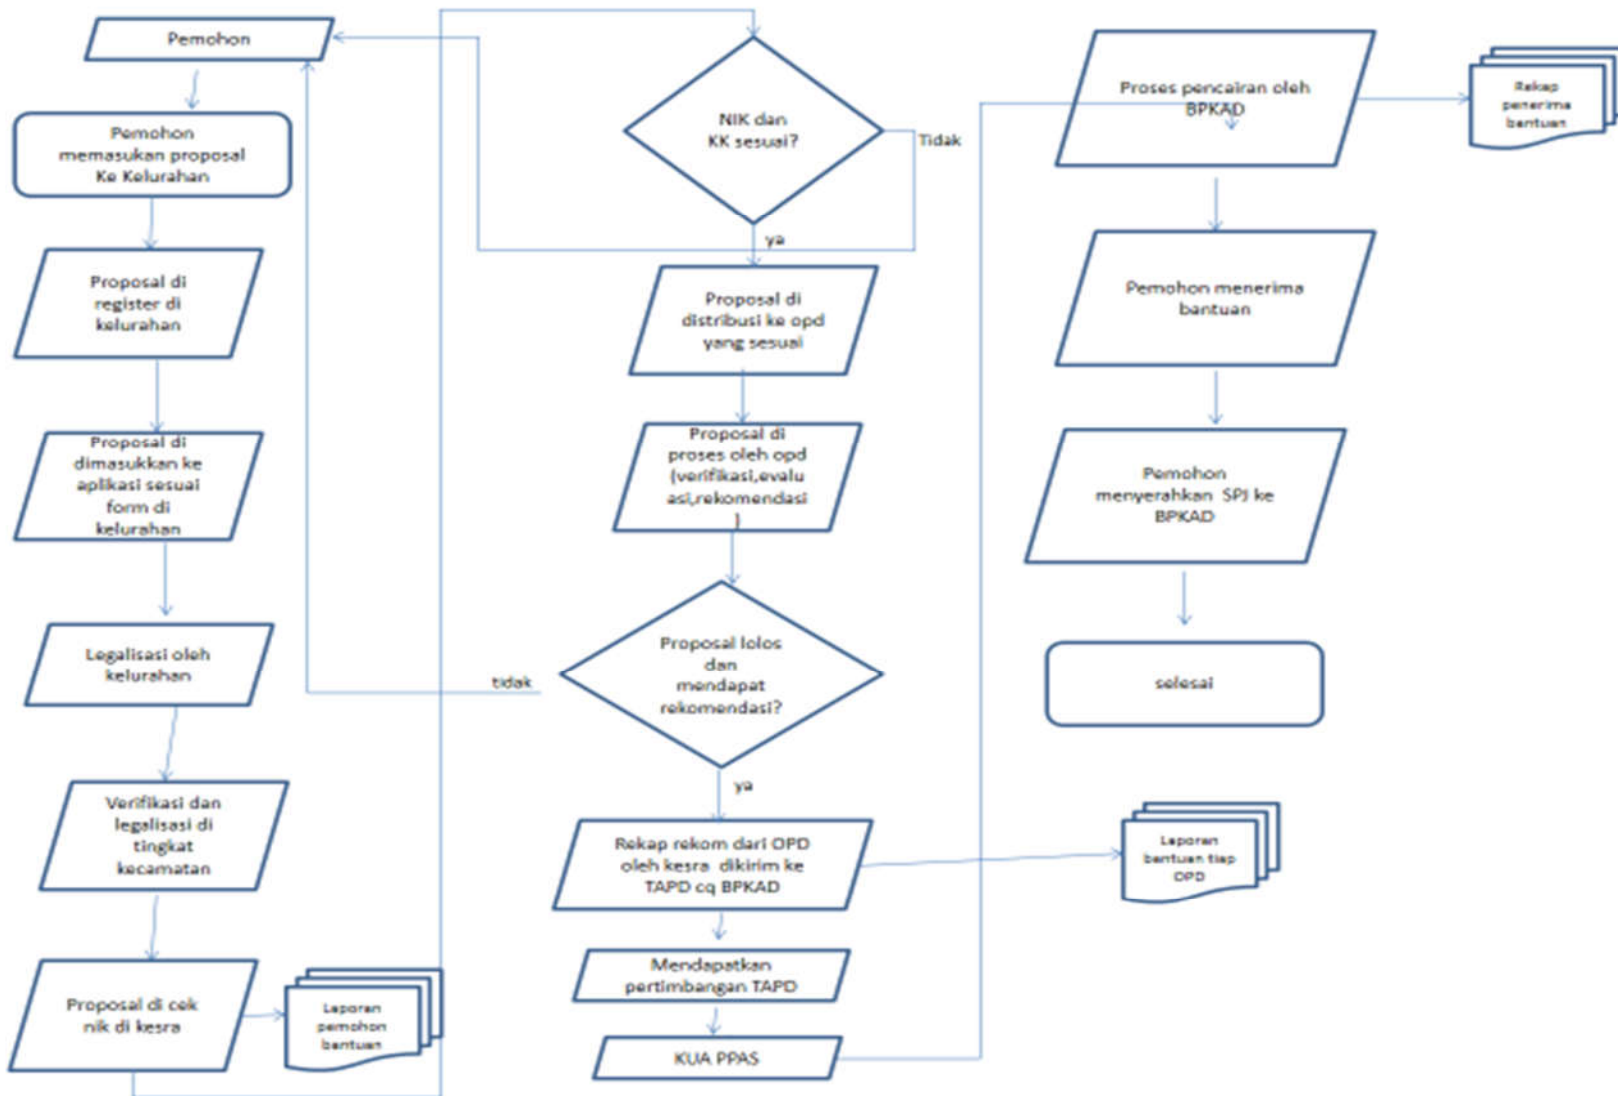 Pemohon
Pemohon
memasukan proposal
Ke Kelurahan
Proposal di
register di
kelurahan
Proposal di
dimasukkan ke
aplikasi sesuai
form di
kelurahan
Legalisasi oleh
kelurahan
Verifikasi dan
legalisasi di
tingkat
kecamatan
Proposal di cek
nik di kesra
Laporan
pemohon
bantuan
NIK dan
KK sesuai?
Tidak
ya
Proposal di
distribusi ke opd
yang sesuai
Proposal di
proses oleh opd
(verifikasi,evalu
asi,rekomendasi
)
Proposal lolos
dan
mendapat
rekomendasi?
tidak
ya
Rekap rekom dari OPD
oleh kesra dikirim ke
TAPD cq BPKAD
Laporan
bantuan tiap
OPD
Mendapatkan
pertimbangan TAPD
KUA PPAS
Proses pencairan oleh
BPKAD
Rekap
penerima
bantuan
Pemohon menerima
bantuan
Pemohon
menyerahkan SPJ ke
BPKAD
selesai